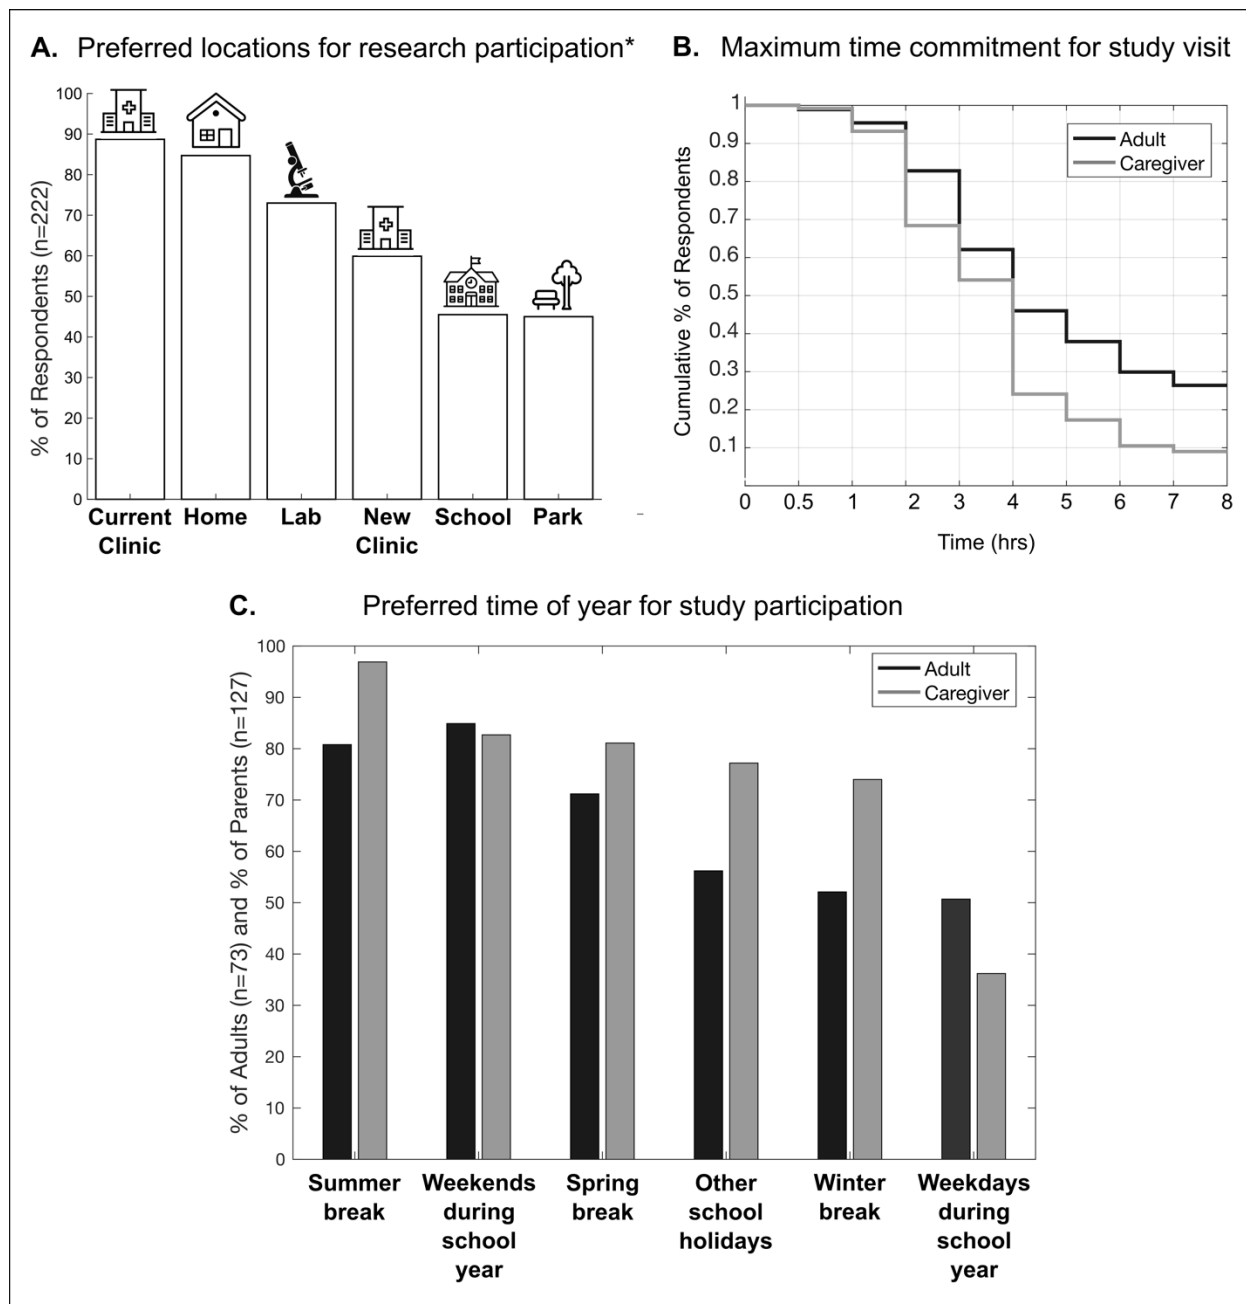 A. Preferred locations for research participation*
% of Respondents (n=222)
100
90
80
70
60
50
40
30
20
10
0
Current Clinic
Home
Lab
New Clinic
School
Park
B. Maximum time commitment for study visit
Cumulative % of Respondents
1
0.9
0.8
0.7
0.6
0.5
0.4
0.3
0.2
0.1
Adult
Caregiver
0 0.5 1 2 3 4 5 6 7 8
Time (hrs)
C. Preferred time of year for study participation
% of Adults (n=73) and % of Parents (n=127)
100
90
80
70
60
50
40
30
20
10
0
Adult
Caregiver
Summer break
Weekends during school year
Spring break
Other school holidays
Winter break
Weekdays during school year